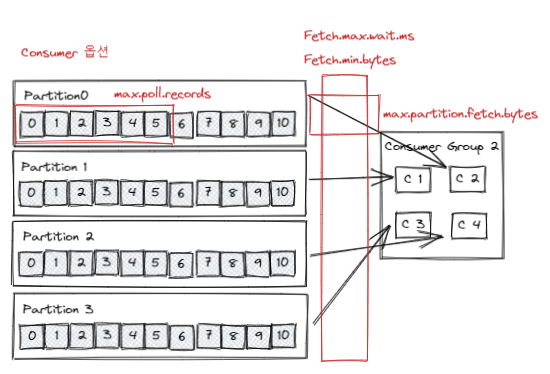 Consumer 옵션
Fetch.max.wait.ms
Fetch.min.bytes
Partition0
max.poll.records
0 1 2 3 4 5 6 7 8 9 10
max.partition.fetch.bytes
Consumer Group 2
C 1
C 2
C 3
C 4
Partition 1
0 1 2 3 4 5 6 7 8 9 10
Partition 2
0 1 2 3 4 5 6 7 8 9 10
Partition 3
0 1 2 3 4 5 6 7 8 9 10